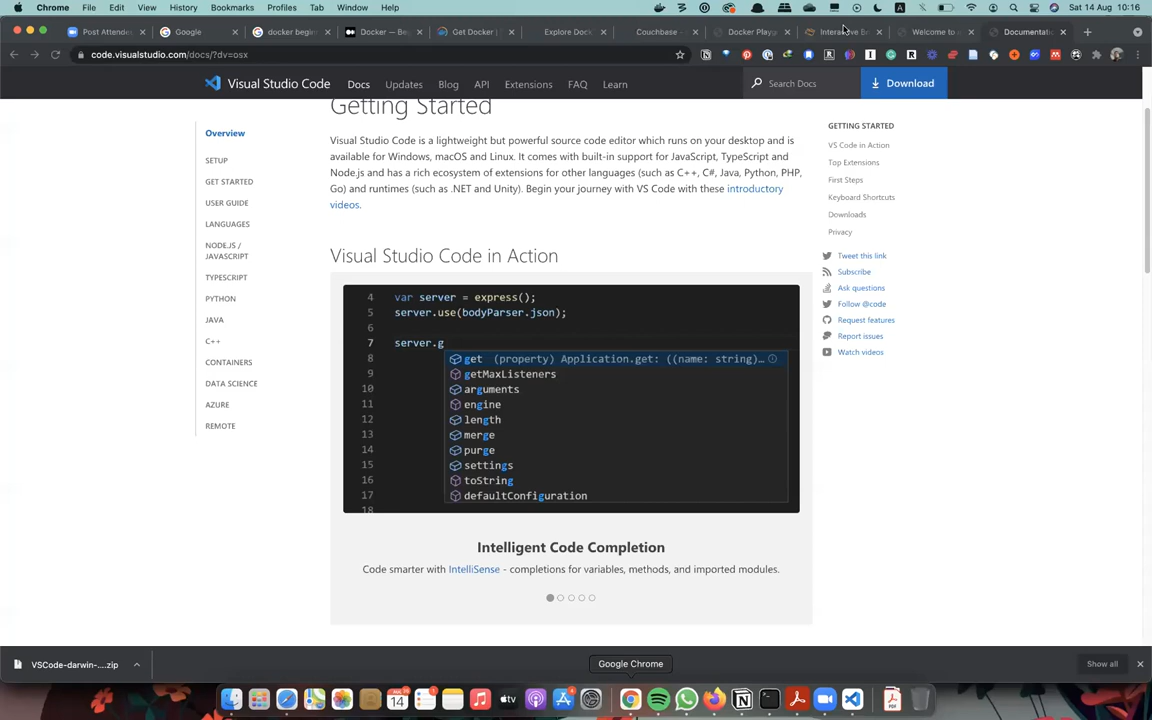 Chrome File Edit View History Bookmarks Profiles Tab Window Help Sat 14 Aug 10:16
Post Attende Google docker begin Docker — Be Get Docker Explore Dock Couchbase Docker Playg Interactive Br Welcome to Documentati
code.visualstudio.com/docs/?dv=osx
Visual Studio Code Docs Updates Blog API Extensions FAQ Learn Search Docs Download
Getting Started
Overview
SETUP
GET STARTED
USER GUIDE
LANGUAGES
NODE.JS /
JAVASCRIPT
TYPESCRIPT
PYTHON
JAVA
C++
CONTAINERS
DATA SCIENCE
AZURE
REMOTE
Visual Studio Code is a lightweight but powerful source code editor which runs on your desktop and is
available for Windows, macOS and Linux. It comes with built-in support for JavaScript, TypeScript and
Node.js and has a rich ecosystem of extensions for other languages (such as C++, C#, Java, Python, PHP,
Go) and runtimes (such as .NET and Unity). Begin your journey with VS Code with these introductory
videos.
Visual Studio Code in Action
4 var server = express();
5 server.use(bodyParser.json);
6
7 server.g
8 get (property) Application.get: ((name: string)…
9 getMaxListeners
10 arguments
11 engine
12 length
13 merge
14 purge
15 settings
16 toString
17 defaultConfiguration
18
Intelligent Code Completion
Code smarter with IntelliSense - completions for variables, methods, and imported modules.
GETTING STARTED
VS Code in Action
Top Extensions
First Steps
Keyboard Shortcuts
Downloads
Privacy
Tweet this link
Subscribe
Ask questions
Follow @code
Request features
Report issues
Watch videos
VSCode-darwin-....zip
Google Chrome
Show all